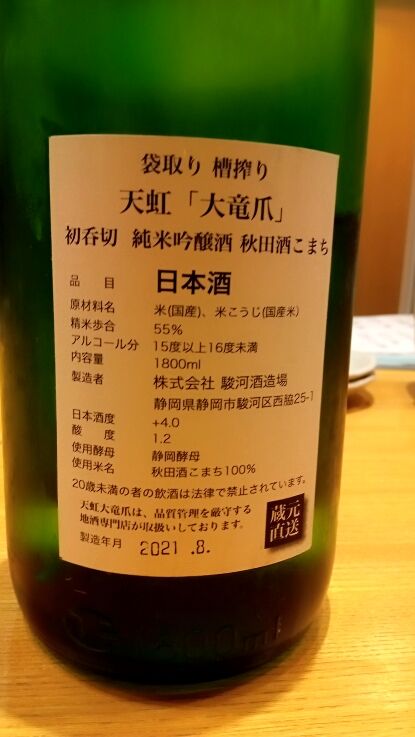 袋取り 槽搾り
天虹「大竜爪」
初呑切 純米吟醸酒 秋田酒こまち
品目 日本酒
原材料名 米(国産)、米こうじ(国産米)
精米歩合 55%
アルコール分 15度以上16度未満
内容量 1800ml
製造者 株式会社 駿河酒造場
静岡県静岡市駿河区西脇25-1
日本酒度 +4.0
酸度 1.2
使用酵母 静岡酵母
使用米名 秋田酒こまち100%
20歳未満の者の飲酒は法律で禁止されています。
天虹大竜爪は、品質管理を厳守する
地酒専門店が取扱いしております。
蔵元
直送
製造年月 2021.8.